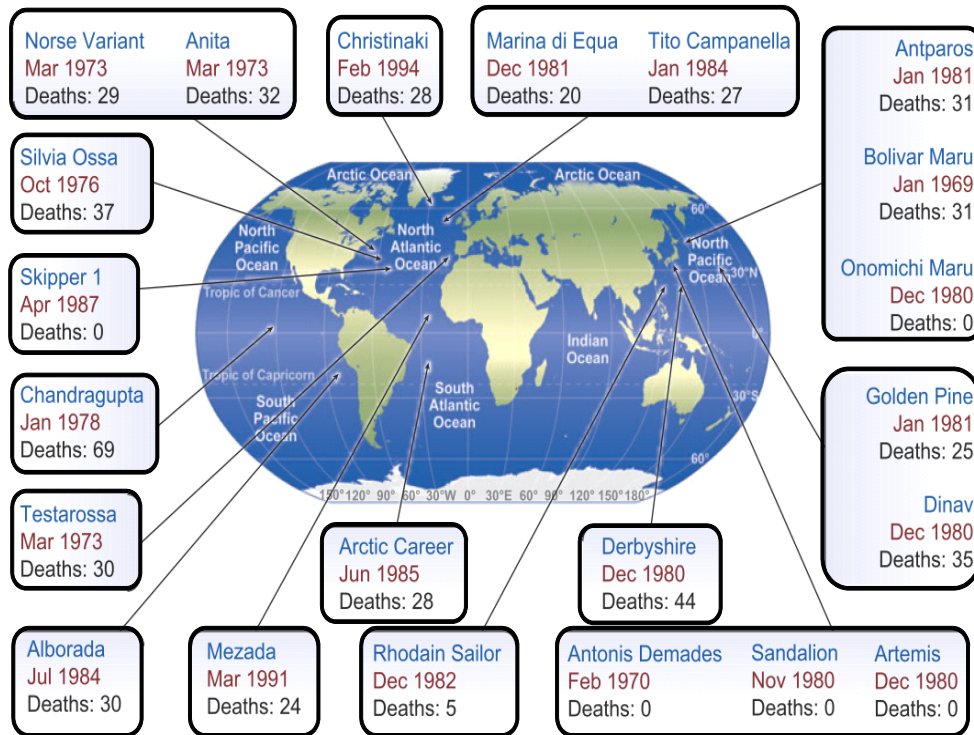 Norse Variant
Mar 1973
Deaths: 29
Anita
Mar 1973
Deaths: 32
Christinaki
Feb 1994
Deaths: 28
Marina di Equa
Dec 1981
Deaths: 20
Tito Campanella
Jan 1984
Deaths: 27
Antparos
Jan 1981
Deaths: 31
Bolivar Maru
Jan 1969
Deaths: 31
Onomichi Maru
Dec 1980
Deaths: 0
Silvia Ossa
Oct 1976
Deaths: 37
Skipper 1
Apr 1987
Deaths: 0
Chandragupta
Jan 1978
Deaths: 69
Testarossa
Mar 1973
Deaths: 30
Arctic Ocean
Arctic Ocean
60°
North
Pacific
Ocean
North
Atlantic
Ocean
North
Pacific
Ocean
30°N
Tropic of Cancer
Indian
Ocean
0°
Tropic of Capricorn
South
Pacific
Ocean
South
Atlantic
Ocean
30°S
60°
150° 120° 90° 60° 30°W 0° 30°E 60° 90° 120° 150° 180°
Golden Pine
Jan 1981
Deaths: 25
Dinav
Dec 1980
Deaths: 35
Arctic Career
Jun 1985
Deaths: 28
Derbyshire
Dec 1980
Deaths: 44
Alborada
Jul 1984
Deaths: 30
Mezada
Mar 1991
Deaths: 24
Rhodain Sailor
Dec 1982
Deaths: 5
Antonis Demades
Feb 1970
Deaths: 0
Sandalion
Nov 1980
Deaths: 0
Artemis
Dec 1980
Deaths: 0